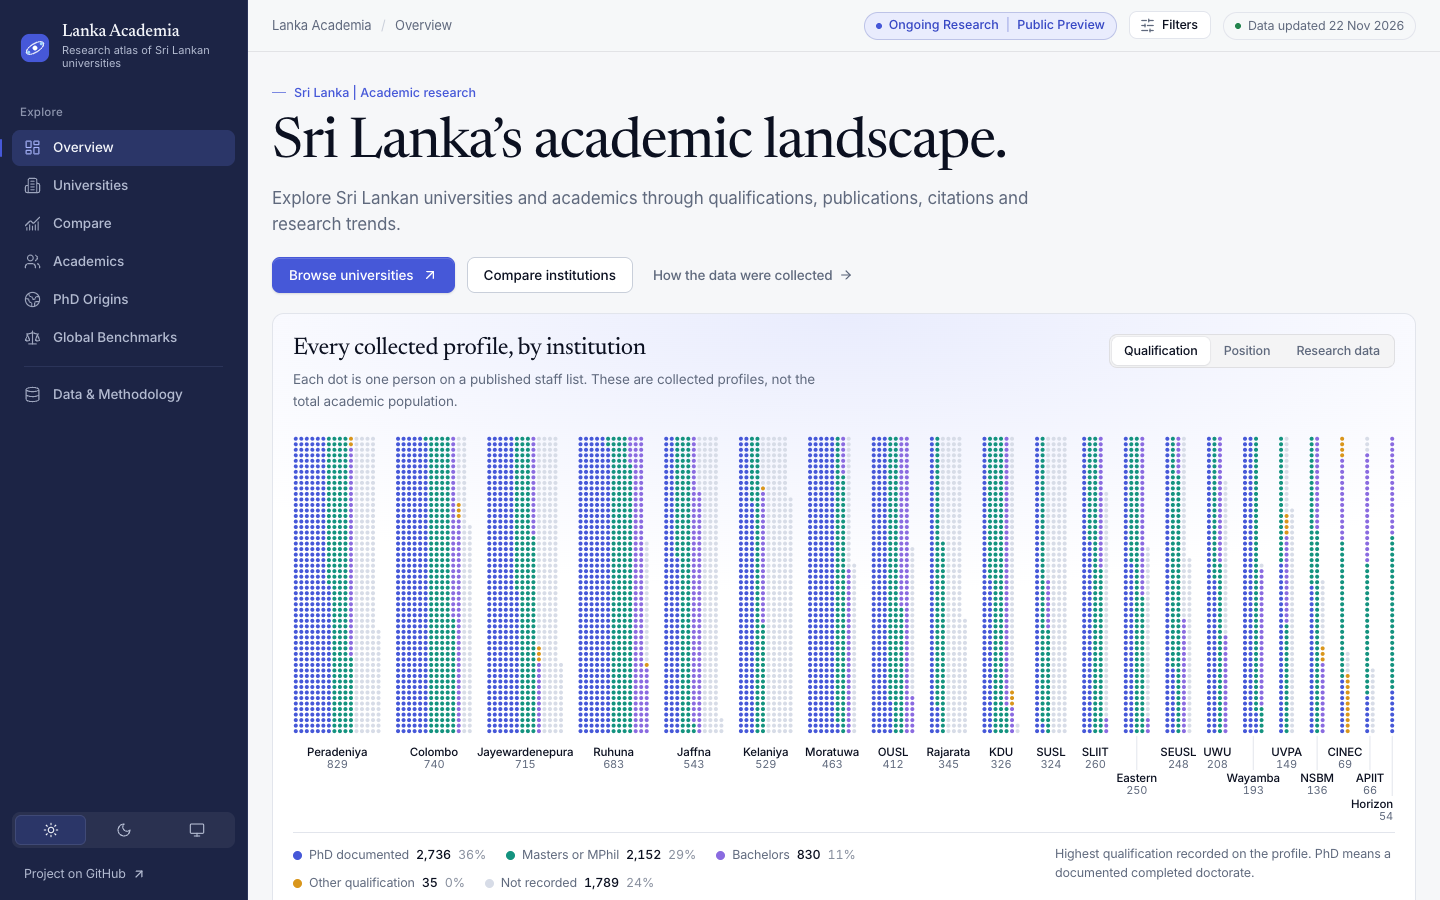 Lanka Academia
Research atlas of Sri Lankan
universities
Explore
Overview
Universities
Compare
Academics
PhD Origins
Global Benchmarks
Data & Methodology
Project on GitHub
Lanka Academia / Overview
Ongoing Research | Public Preview
Filters
Data updated 22 Nov 2026
— Sri Lanka | Academic research
Sri Lanka’s academic landscape.
Explore Sri Lankan universities and academics through qualifications, publications, citations and
research trends.
Browse universities
Compare institutions
How the data were collected
Every collected profile, by institution
Qualification Position Research data
Each dot is one person on a published staff list. These are collected profiles, not the
total academic population.
Peradeniya Colombo Jayewardenepura Ruhuna Jaffna Kelaniya Moratuwa OUSL Rajarata KDU SUSL SLIIT SEUSL UWU UVPA CINEC
829 740 715 683 543 529 463 412 345 326 324 260 248 208 149 69
Eastern Wayamba NSBM APIIT
250 193 136 66
Horizon
54
PhD documented 2,736 36% Masters or MPhil 2,152 29% Bachelors 830 11%
Other qualification 35 0% Not recorded 1,789 24%
Highest qualification recorded on the profile. PhD means a
documented completed doctorate.